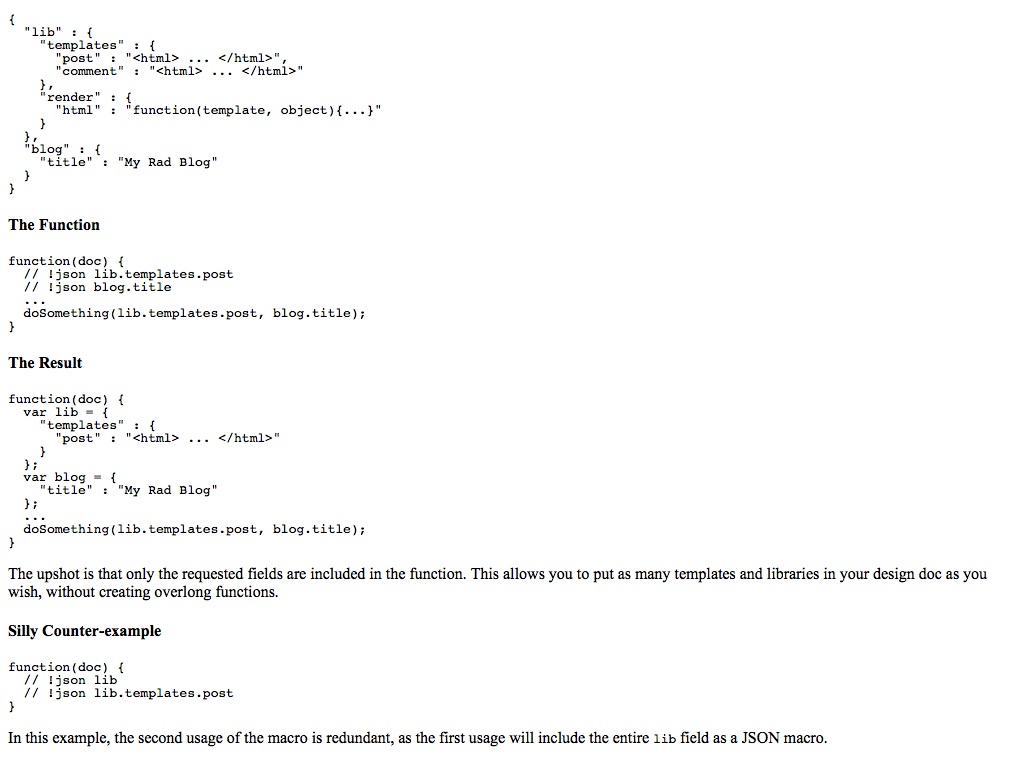 {
  "lib" : {
    "templates" : {
      "post" : "<html> ... </html>",
      "comment" : "<html> ... </html>"
    },
    "render" : {
      "html" : "function(template, object){...}"
    }
  },
  "blog" : {
    "title" : "My Rad Blog"
  }
}
The Function
function(doc) {
  // !json lib.templates.post
  // !json blog.title
  ...
  doSomething(lib.templates.post, blog.title);
}
The Result
function(doc) {
  var lib = {
    "templates" : {
      "post" : "<html> ... </html>"
    }
  };
  var blog = {
    "title" : "My Rad Blog"
  };
  ...
  doSomething(lib.templates.post, blog.title);
}
The upshot is that only the requested fields are included in the function. This allows you to put as many templates and libraries in your design doc as you
wish, without creating overlong functions.
Silly Counter-example
function(doc) {
  // !json lib
  // !json lib.templates.post
}
In this example, the second usage of the macro is redundant, as the first usage will include the entire lib field as a JSON macro.